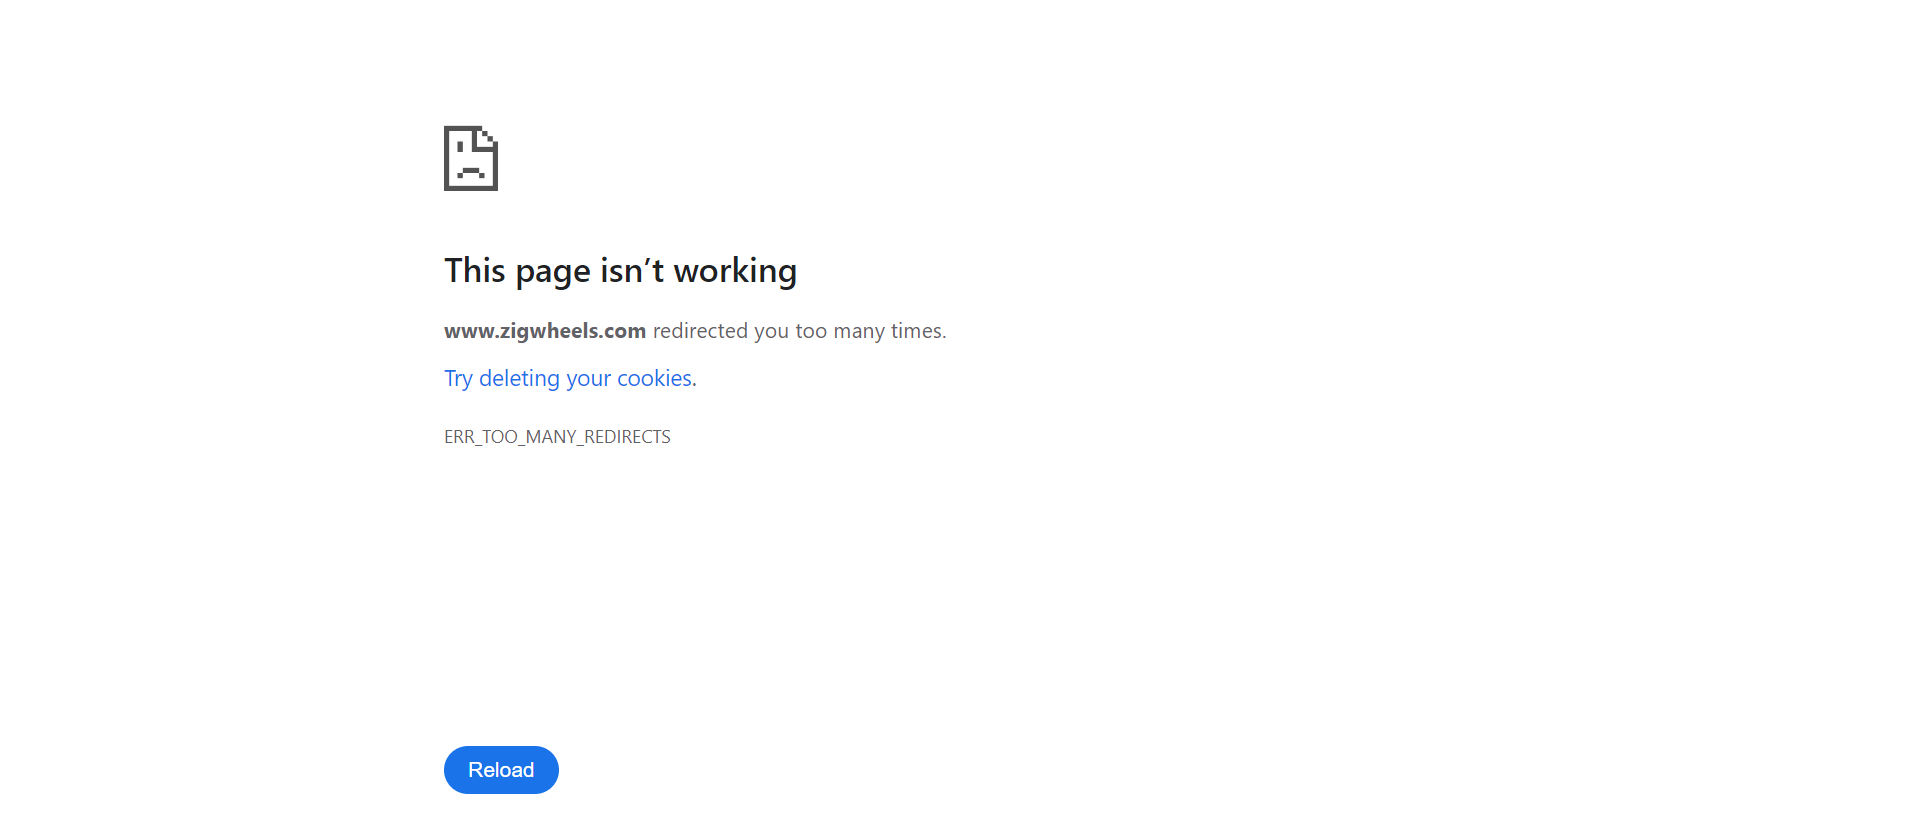 This page isn’t working
www.zigwheels.com redirected you too many times.
Try deleting your cookies.
ERR_TOO_MANY_REDIRECTS
Reload